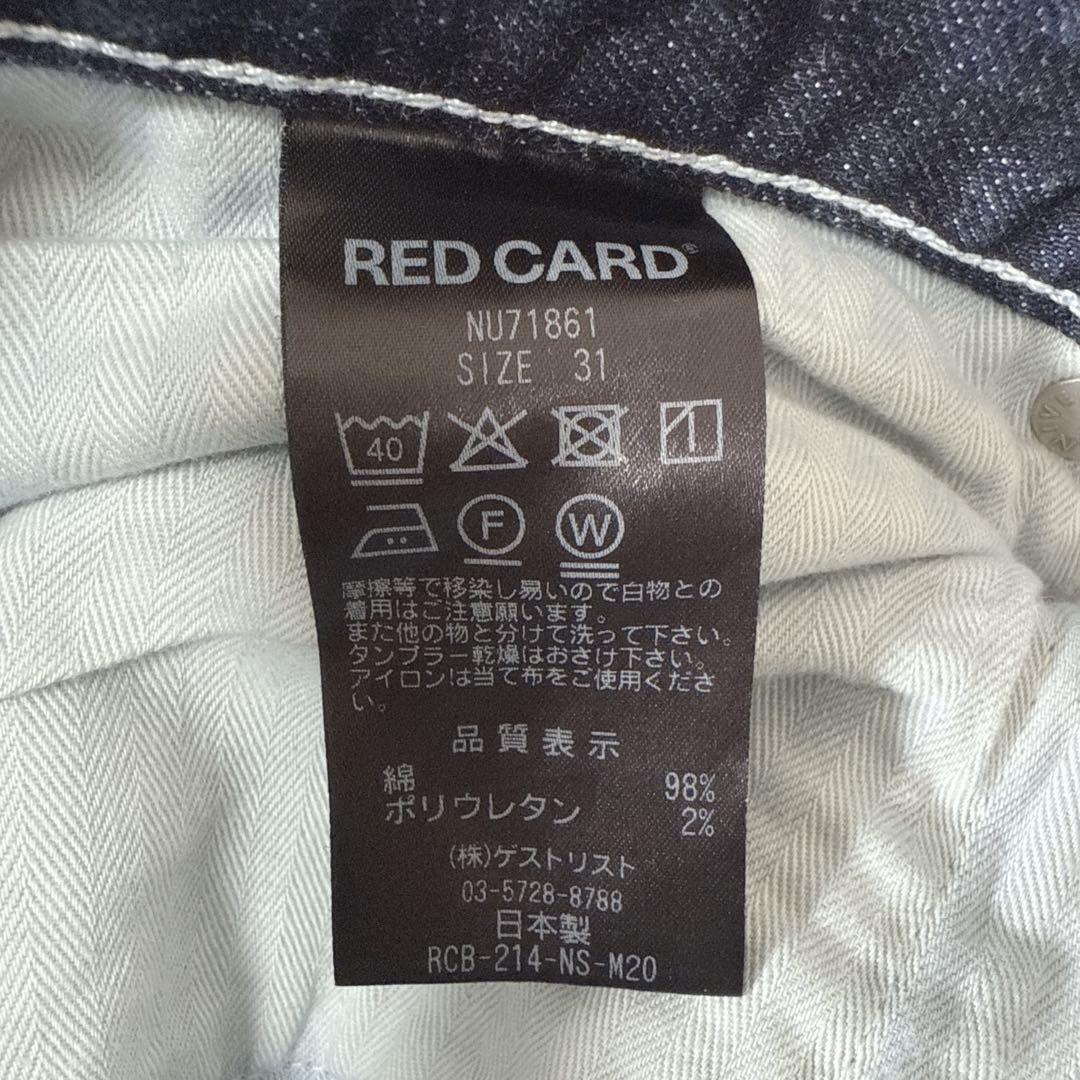 RED CARD®
NU71861
SIZE 31
40
F
W
摩擦等で移染し易いので白物との
着用はご注意願います。
また他の物と分けて洗って下さい。
タンブラー乾燥はおさけ下さい。
アイロンは当て布をご使用くださ
い。
品質表示
綿 98%
ポリウレタン 2%
(株)ゲストリスト
03-5728-8788
日本製
RCB-214-NS-M20